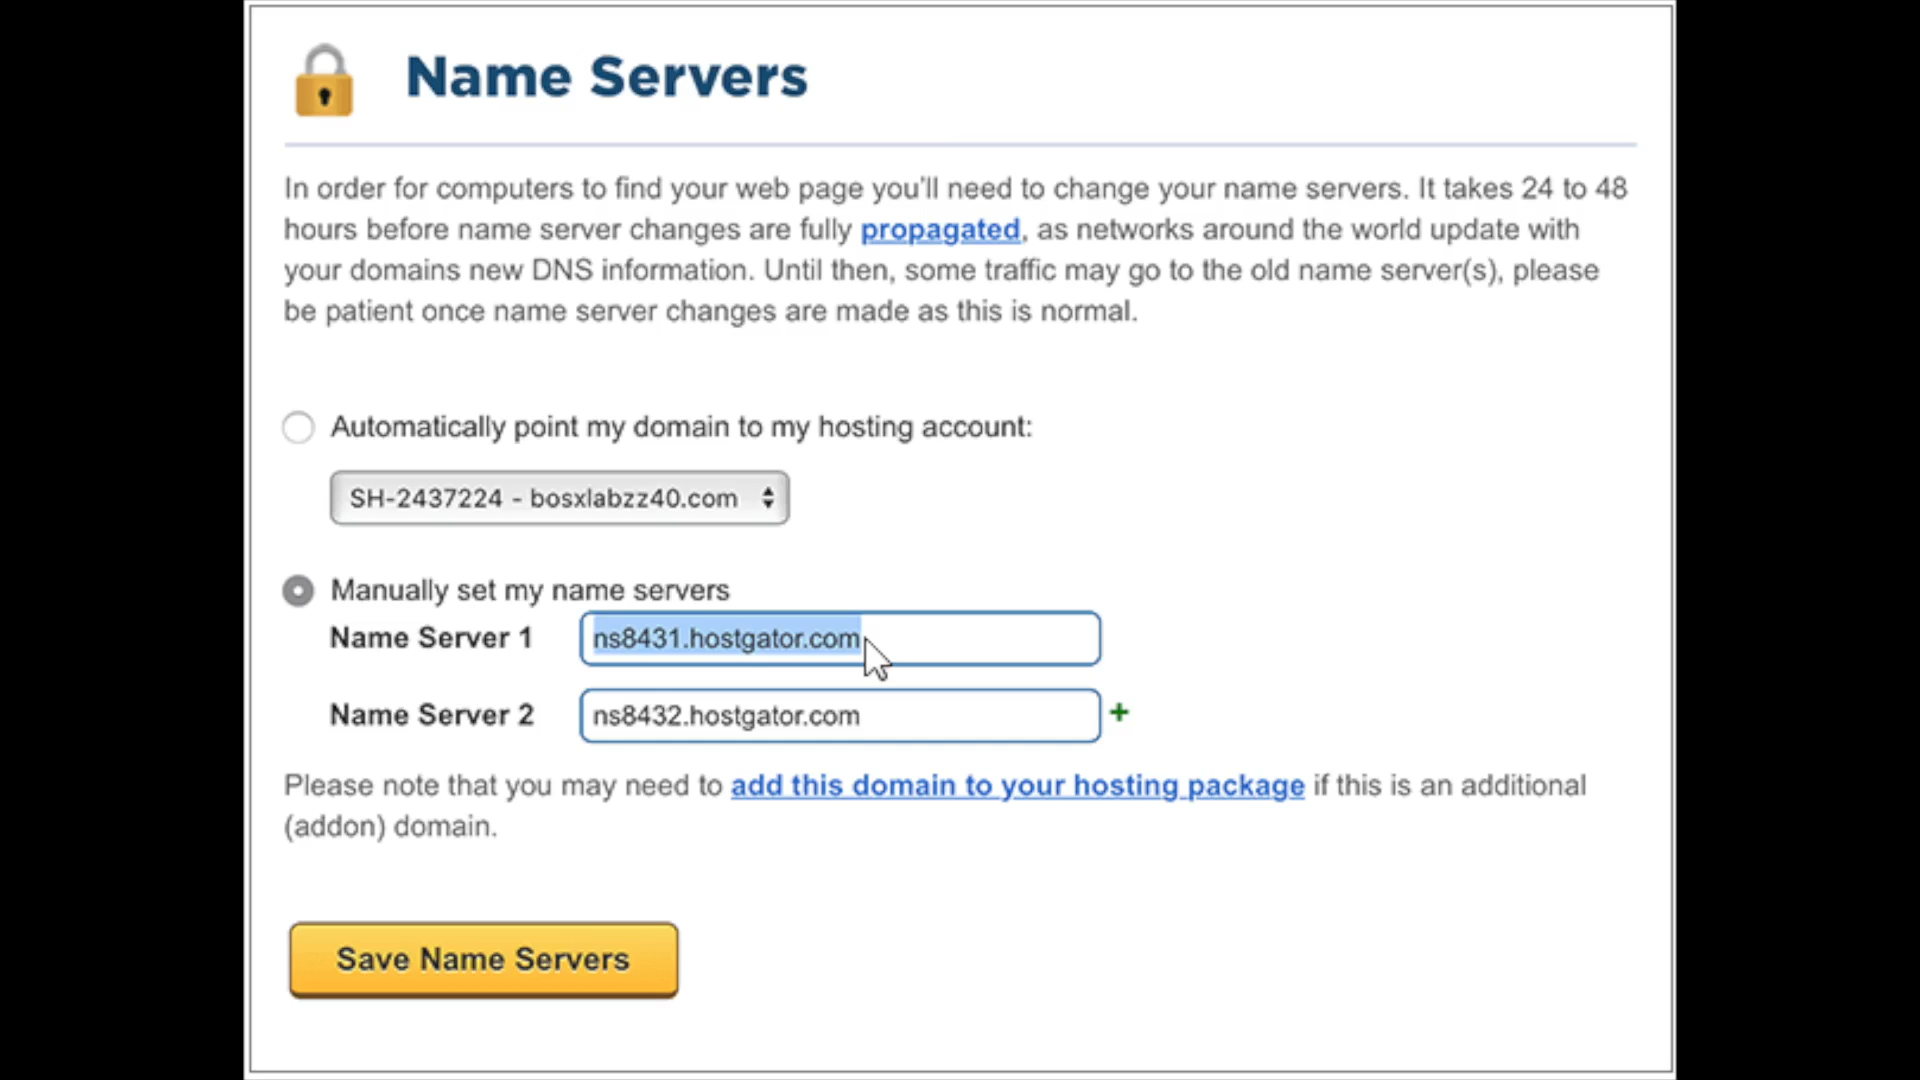 Name Servers
In order for computers to find your web page you'll need to change your name servers. It takes 24 to 48
hours before name server changes are fully propagated, as networks around the world update with
your domains new DNS information. Until then, some traffic may go to the old name server(s), please
be patient once name server changes are made as this is normal.
Automatically point my domain to my hosting account:
SH-2437224 - bosxlabzz40.com
Manually set my name servers
Name Server 1 ns8431.hostgator.com
Name Server 2 ns8432.hostgator.com +
Please note that you may need to add this domain to your hosting package if this is an additional
(addon) domain.
Save Name Servers